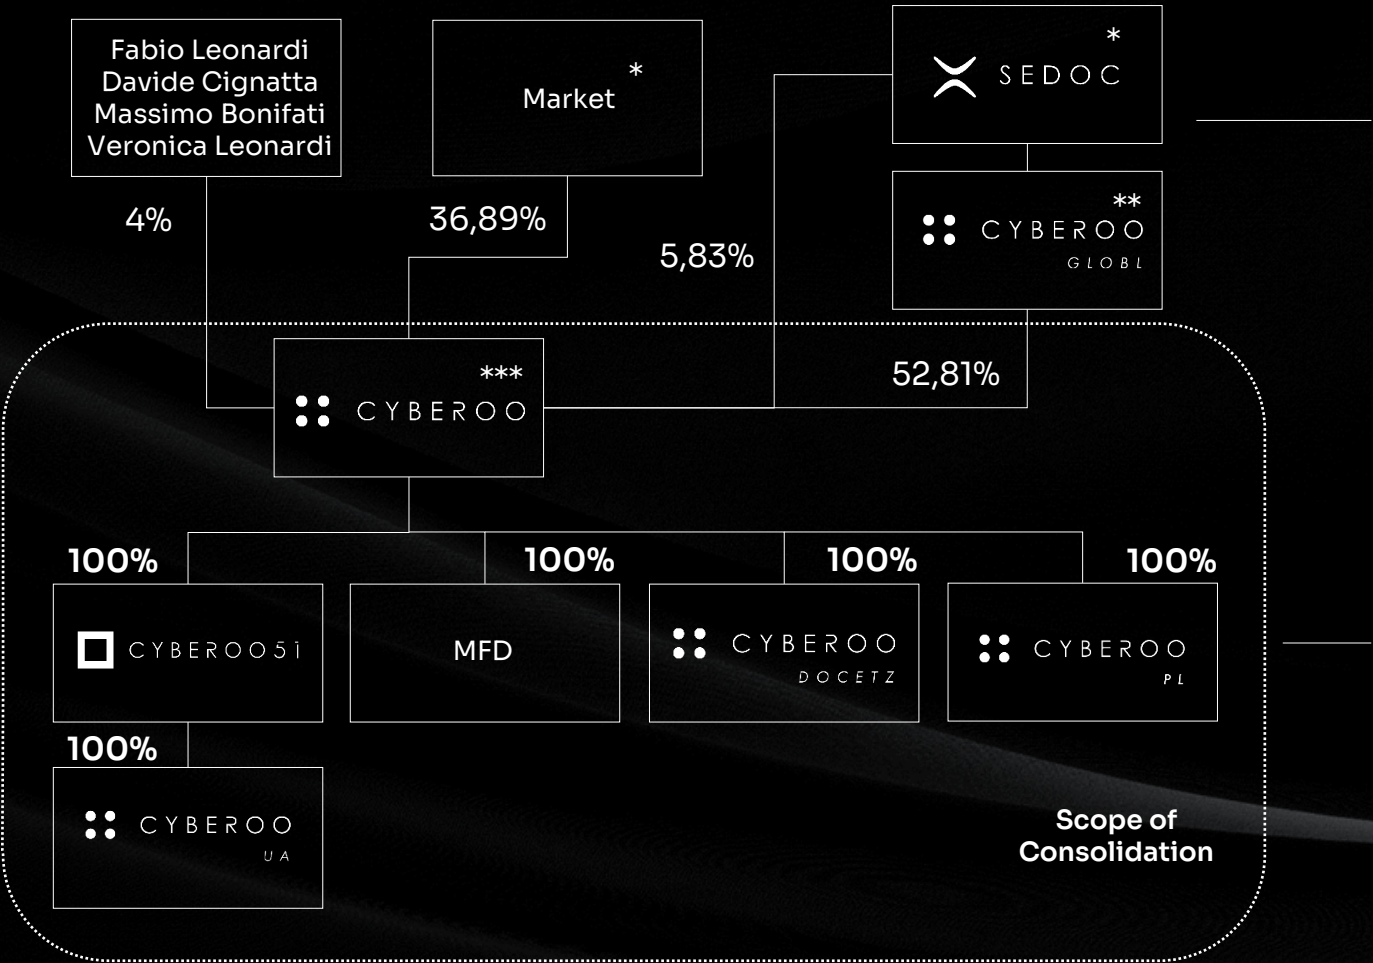 Fabio Leonardi
Davide Cignatta
Massimo Bonifati
Veronica Leonardi
Market *
*
SEDOC
**
CYBEROO
GLOBL
4%
36,89%
5,83%
52,81%
***
CYBEROO
100%
100%
100%
100%
CYBEROO51
MFD
CYBEROO
DOCETZ
CYBEROO
PL
100%
CYBEROO
UA
Scope of
Consolidation